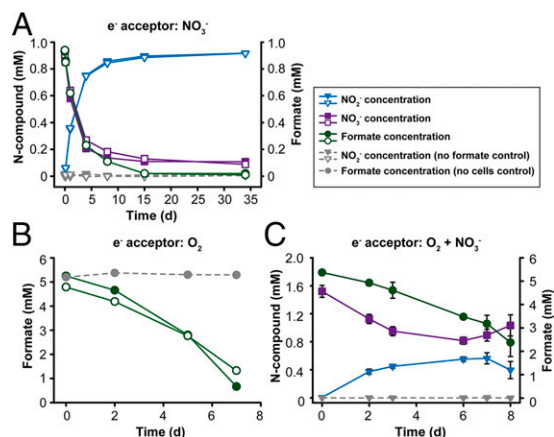 A
e⁻ acceptor: NO₃⁻
N-compound (mM)
1.0
0.8
0.6
0.4
0.2
0
1.0
0.8
0.6
0.4
0.2
0
Formate (mM)
0 5 10 15 20 25 30 35
Time (d)
NO₂⁻ concentration
NO₃⁻ concentration
Formate concentration
NO₂⁻ concentration (no formate control)
Formate concentration (no cells control)
B
e⁻ acceptor: O₂
Formate (mM)
6
5
4
3
2
1
0
0 2 4 6 8
Time (d)
C
e⁻ acceptor: O₂ + NO₃⁻
N-compound (mM)
2.0
1.6
1.2
0.8
0.4
0
6
5
4
3
2
1
0
Formate (mM)
0 1 2 3 4 5 6 7 8
Time (d)